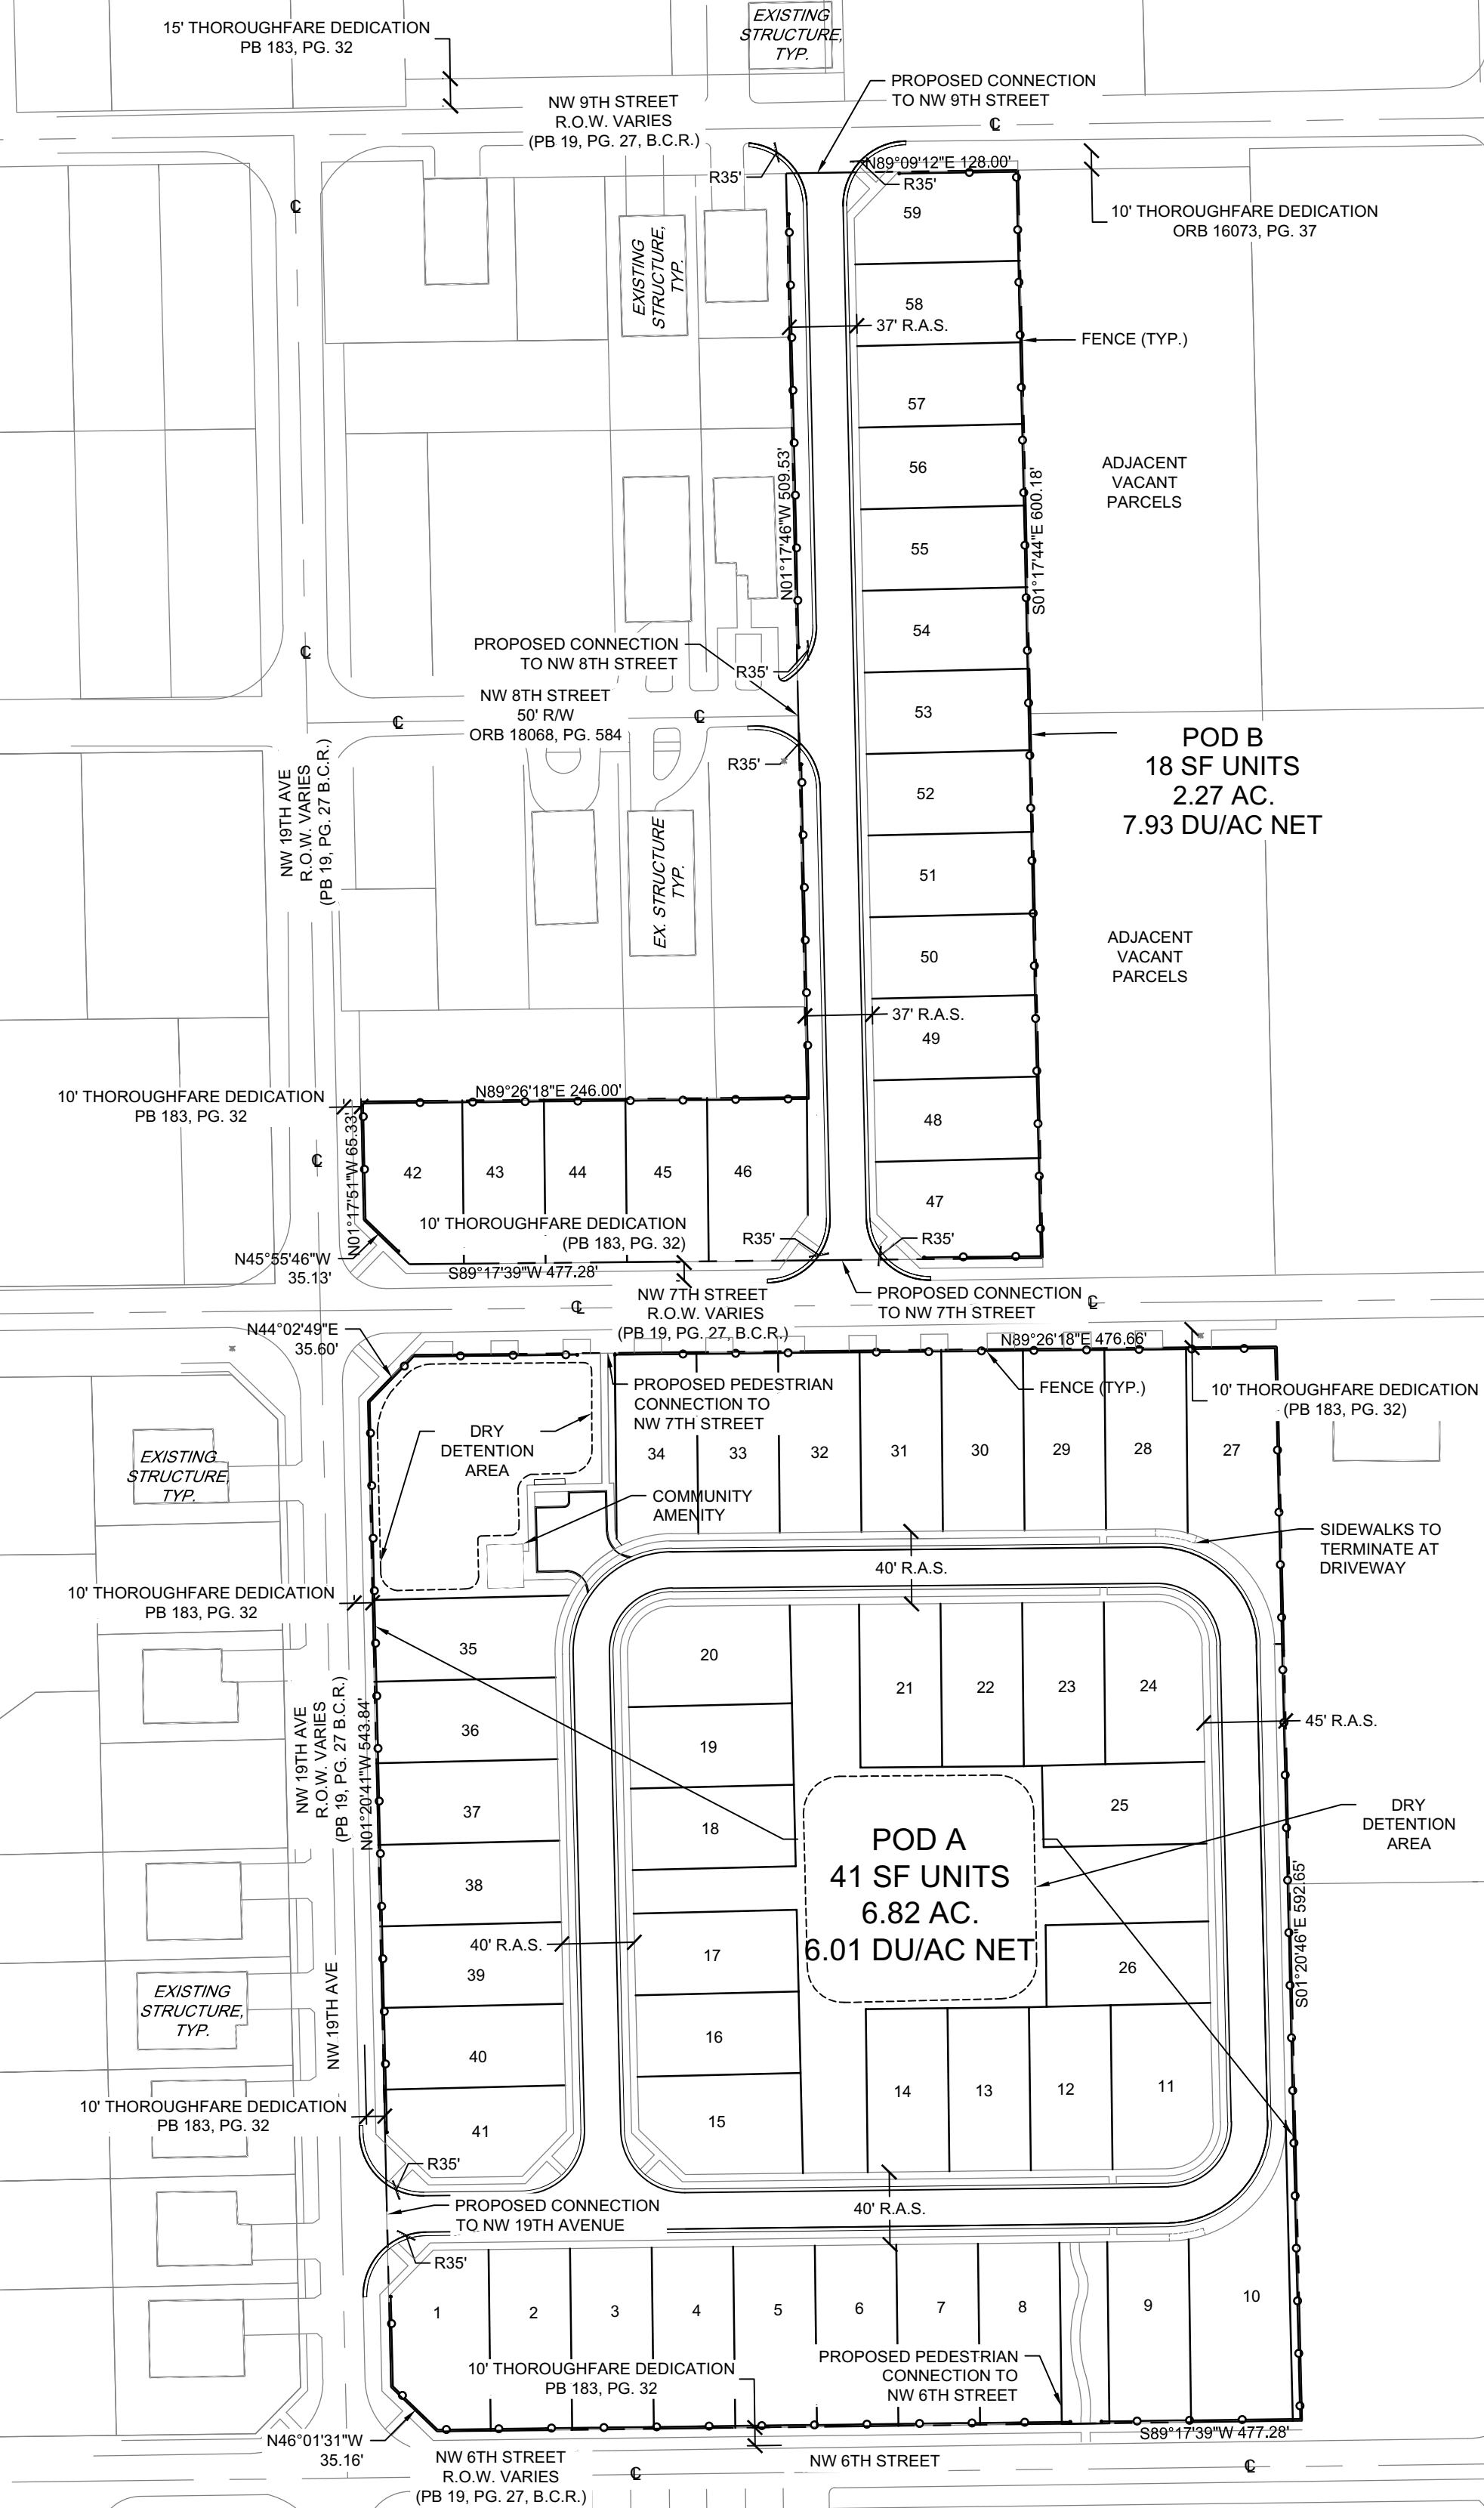 15' THOROUGHFARE DEDICATION
PB 183, PG. 32
EXISTING
STRUCTURE,
TYP.
PROPOSED CONNECTION
TO NW 9TH STREET
NW 9TH STREET
R.O.W. VARIES
(PB 19, PG. 27, B.C.R.)
℄
N89°09'12"E 128.00'
R35'
R35'
59
℄
10' THOROUGHFARE DEDICATION
ORB 16073, PG. 37
EXISTING
STRUCTURE,
TYP.
58
37' R.A.S.
FENCE (TYP.)
57
56
ADJACENT
VACANT
PARCELS
N01°17'46"W 509.53'
S01°17'44"E 600.18'
55
54
PROPOSED CONNECTION
TO NW 8TH STREET
℄
R35'
NW 8TH STREET
50' R/W
ORB 18068, PG. 584
℄
℄
53
POD B
18 SF UNITS
2.27 AC.
7.93 DU/AC NET
R35'
52
NW 19TH AVE
R.O.W. VARIES
(PB 19, PG. 27 B.C.R.)
EX. STRUCTURE
TYP.
51
50
ADJACENT
VACANT
PARCELS
37' R.A.S.
49
10' THOROUGHFARE DEDICATION
PB 183, PG. 32
N89°26'18"E 246.00'
48
℄
N01°17'51"W 65.33'
42
43
44
45
46
47
10' THOROUGHFARE DEDICATION
(PB 183, PG. 32)
R35'
R35'
N45°55'46"W
35.13'
S89°17'39"W 477.28'
NW 7TH STREET
R.O.W. VARIES
(PB 19, PG. 27, B.C.R.)
℄
PROPOSED CONNECTION
TO NW 7TH STREET
℄
N44°02'49"E
35.60'
N89°26'18"E 476.66'
PROPOSED PEDESTRIAN
CONNECTION TO
NW 7TH STREET
FENCE (TYP.)
10' THOROUGHFARE DEDICATION
(PB 183, PG. 32)
DRY
DETENTION
AREA
EXISTING
STRUCTURE,
TYP.
34
33
32
31
30
29
28
27
COMMUNITY
AMENITY
SIDEWALKS TO
TERMINATE AT
DRIVEWAY
40' R.A.S.
10' THOROUGHFARE DEDICATION
PB 183, PG. 32
35
20
21
22
23
24
45' R.A.S.
NW 19TH AVE
R.O.W. VARIES
(PB 19, PG. 27 B.C.R.)
N01°20'41"W 543.84'
36
19
37
18
25
DRY
DETENTION
AREA
POD A
41 SF UNITS
6.82 AC.
6.01 DU/AC NET
38
S01°20'46"E 592.65'
40' R.A.S.
39
17
26
EXISTING
STRUCTURE,
TYP.
NW 19TH AVE
40
16
14
13
12
11
10' THOROUGHFARE DEDICATION
PB 183, PG. 32
41
15
R35'
PROPOSED CONNECTION
TO NW 19TH AVENUE
40' R.A.S.
R35'
1
2
3
4
5
6
7
8
9
10
10' THOROUGHFARE DEDICATION
PB 183, PG. 32
PROPOSED PEDESTRIAN
CONNECTION TO
NW 6TH STREET
N46°01'31"W
35.16'
S89°17'39"W 477.28'
NW 6TH STREET
R.O.W. VARIES
(PB 19, PG. 27, B.C.R.)
℄
NW 6TH STREET
℄